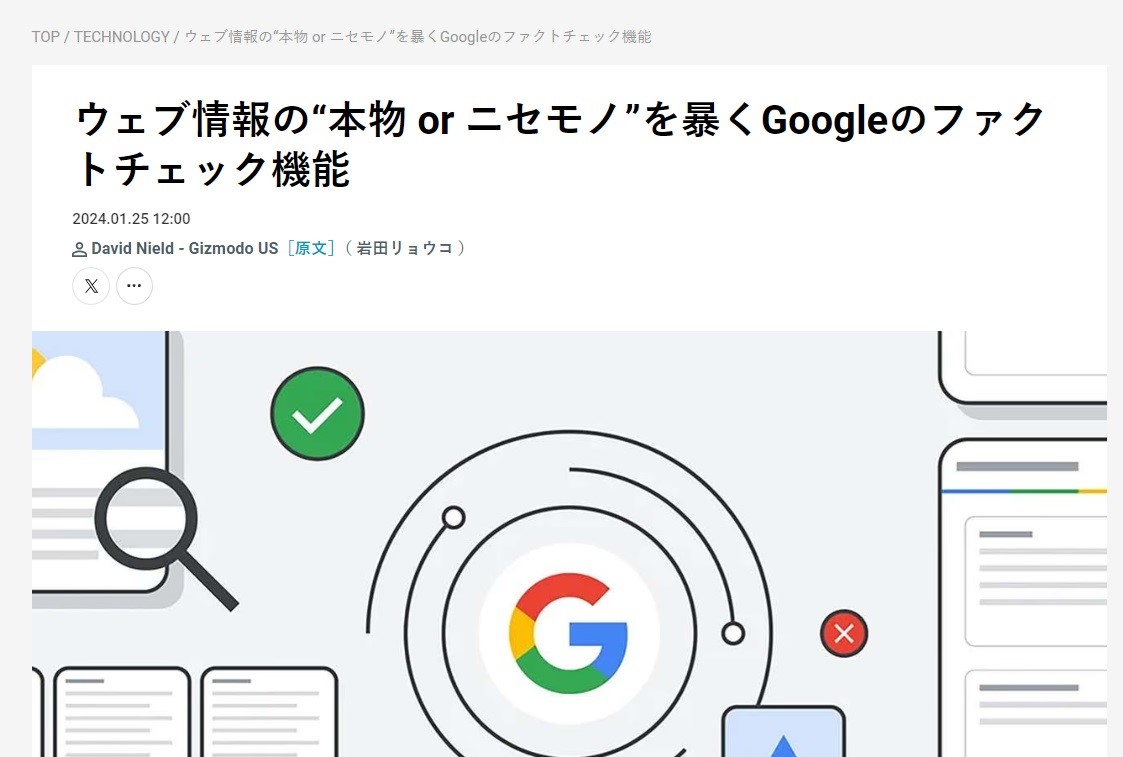 TOP / TECHNOLOGY / ウェブ情報の“本物 or ニセモノ”を暴くGoogleのファクトチェック機能
ウェブ情報の“本物 or ニセモノ”を暴くGoogleのファク
トチェック機能
2024.01.25 12:00
David Nield - Gizmodo US［原文］（ 岩田リョウコ ）